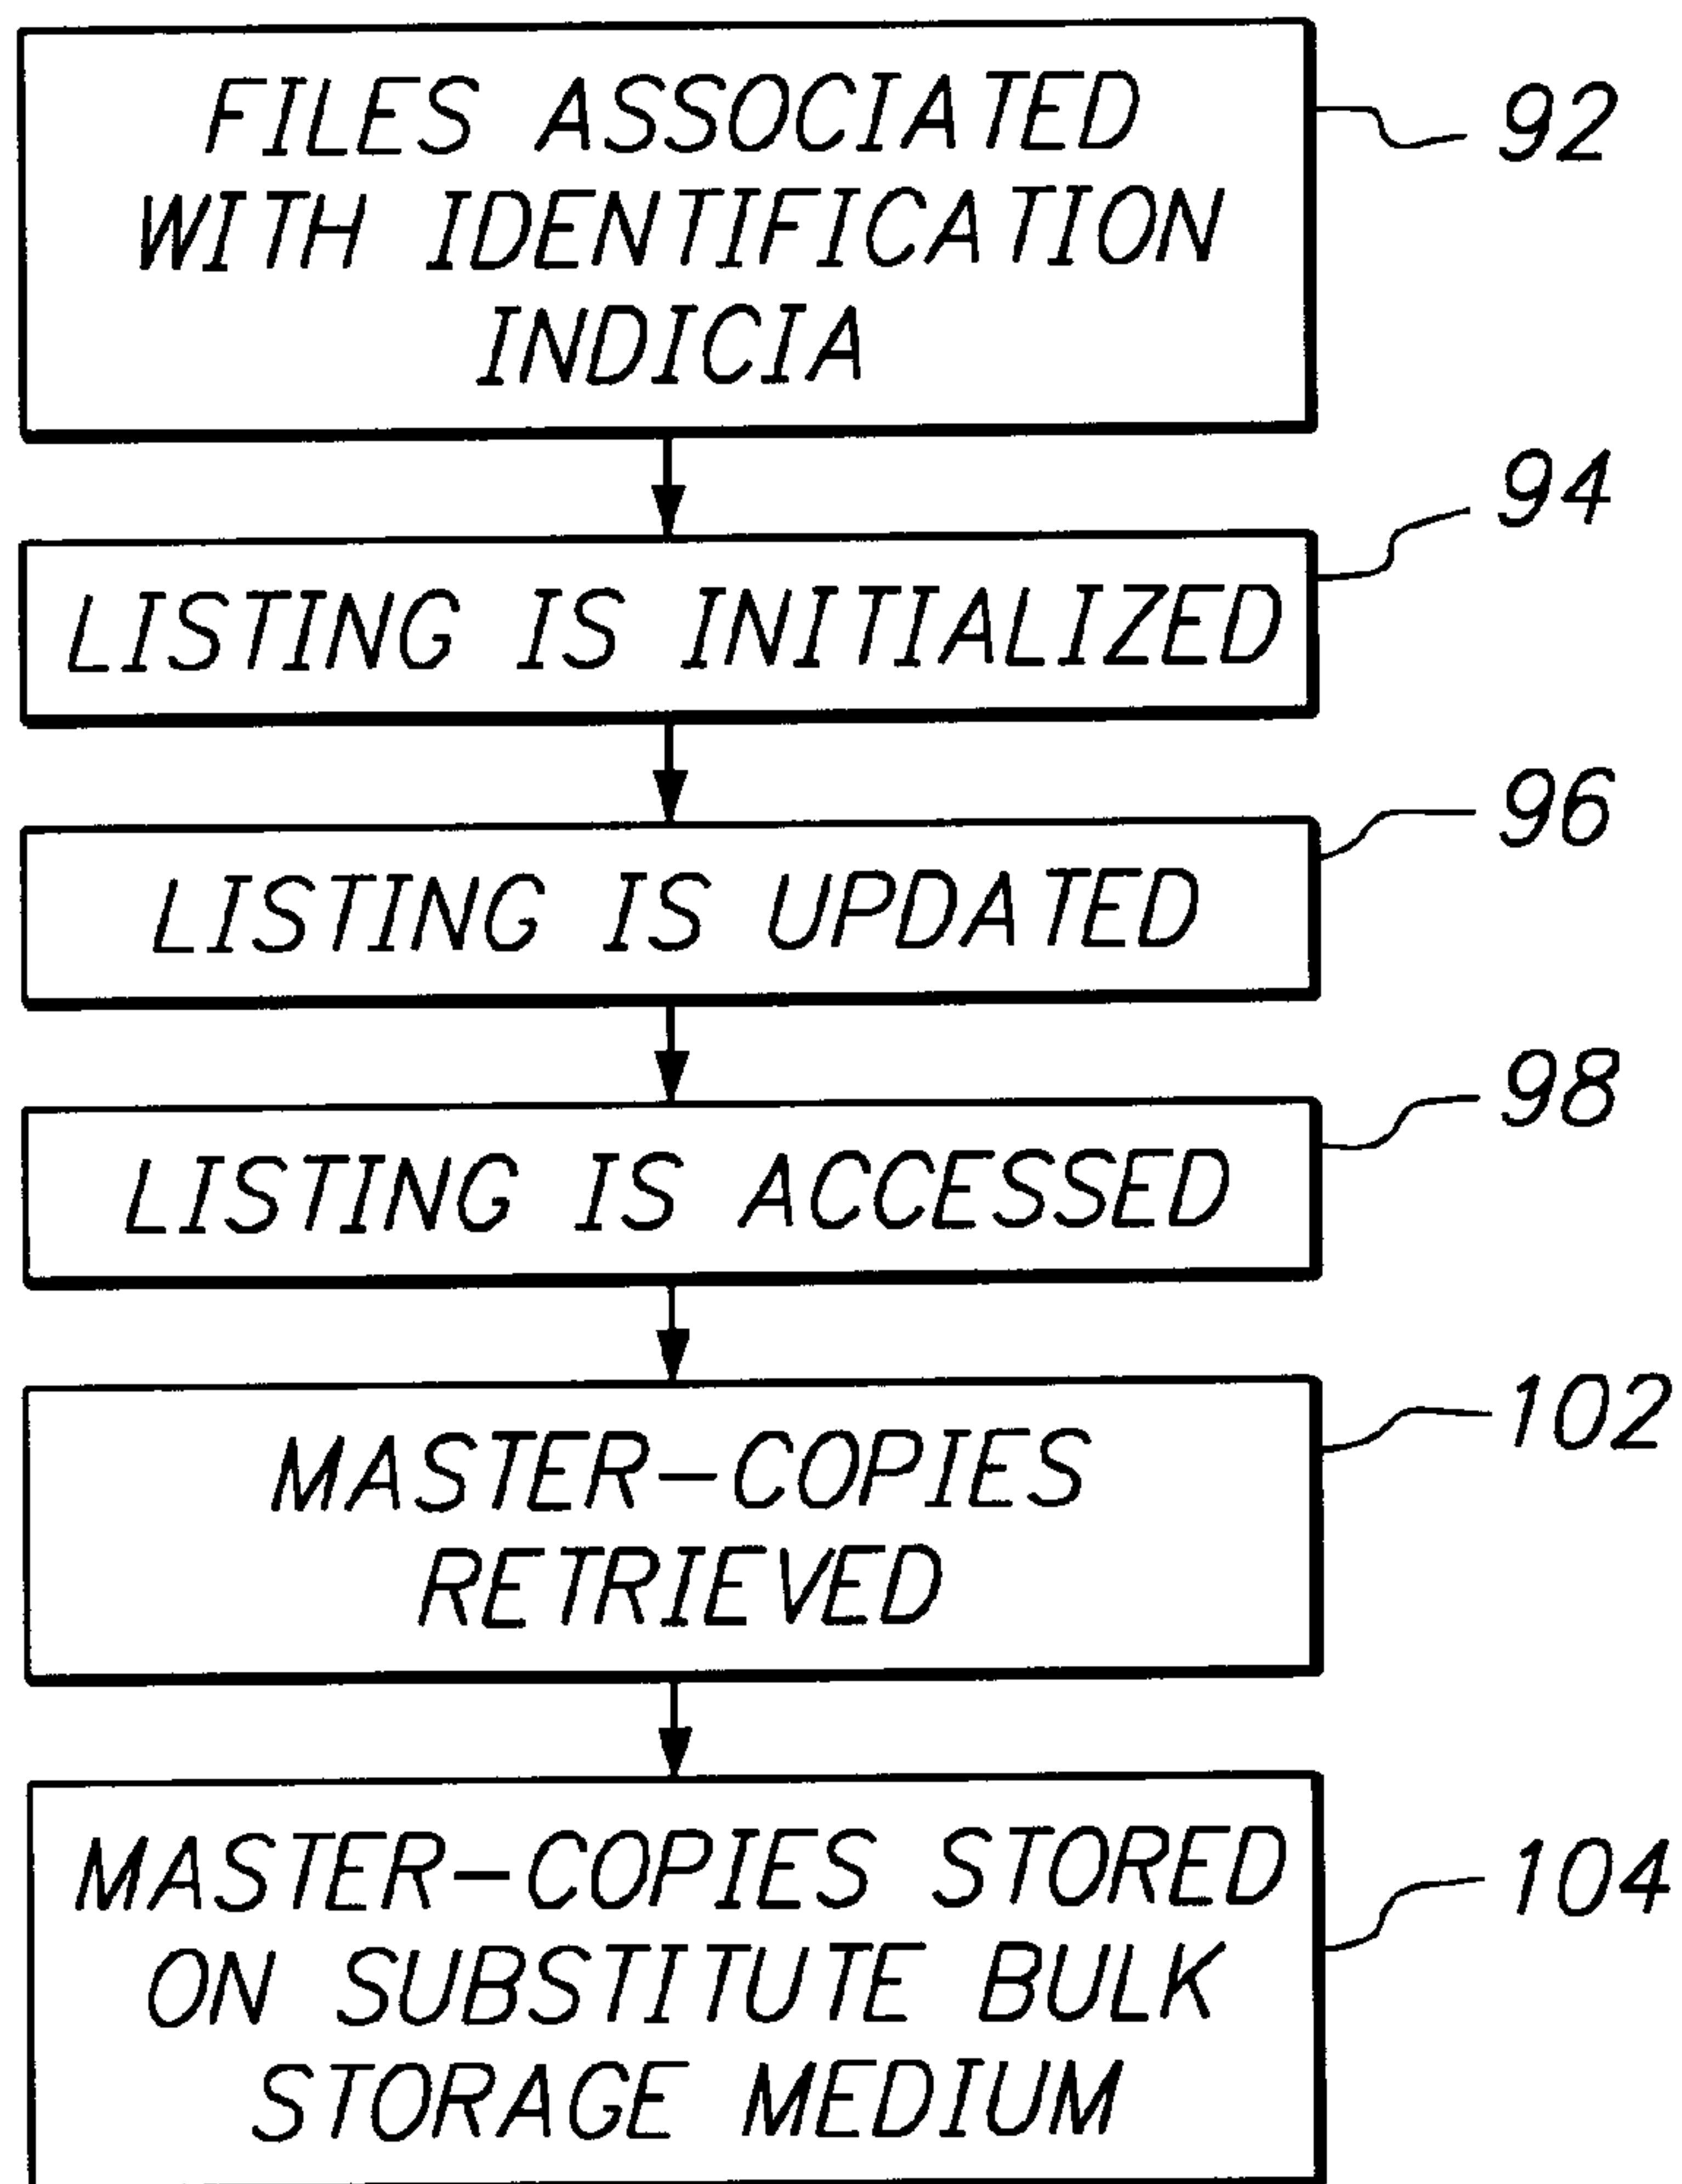 FILES ASSOCIATED
WITH IDENTIFICATION
INDICIA
92
LISTING IS INITIALIZED
94
LISTING IS UPDATED
96
LISTING IS ACCESSED
98
MASTER-COPIES
RETRIEVED
102
MASTER-COPIES STORED
ON SUBSTITUTE BULK
STORAGE MEDIUM
104